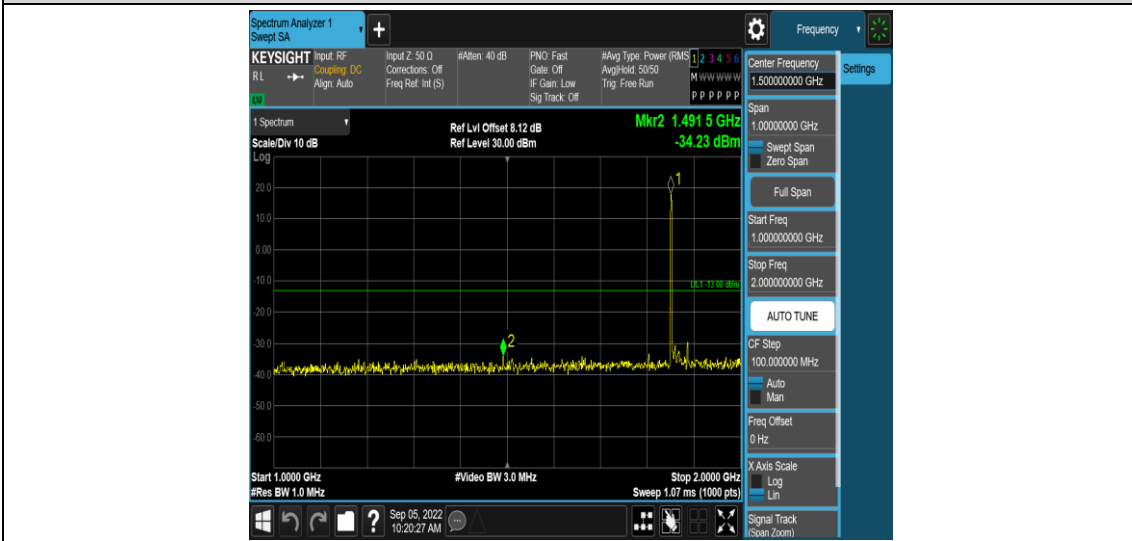 Spectrum Analyzer 1
Swept SA
+
Frequency
KEYSIGHT
RL
LXI
Input: RF
Coupling: DC
Align: Auto
Input Z: 50 Ω
Corrections: Off
Freq Ref: Int (S)
#Atten: 40 dB
PNO: Fast
Gate: Off
IF Gain: Low
Sig Track: Off
#Avg Type: Power (RMS
Avg|Hold: 50/50
Trig: Free Run
1 2 3 4 5 6
M W W W W W
P P P P P P
1 Spectrum
Scale/Div 10 dB
Log
Ref Lvl Offset 8.12 dB
Ref Level 30.00 dBm
Mkr2 1.491 5 GHz
-34.23 dBm
1
20.0
10.0
0.00
-10.0
DL1 -13.00 dBm
-20.0
-30.0
2
-40.0
-50.0
-60.0
Start 1.0000 GHz
#Res BW 1.0 MHz
#Video BW 3.0 MHz
Stop 2.0000 GHz
Sweep 1.07 ms (1000 pts)
Center Frequency
1.500000000 GHz
Settings
Span
1.00000000 GHz
Swept Span
Zero Span
Full Span
Start Freq
1.000000000 GHz
Stop Freq
2.000000000 GHz
AUTO TUNE
CF Step
100.000000 MHz
Auto
Man
Freq Offset
0 Hz
X Axis Scale
Log
Lin
Signal Track
(Span Zoom)
?
Sep 05, 2022
10:20:27 AM